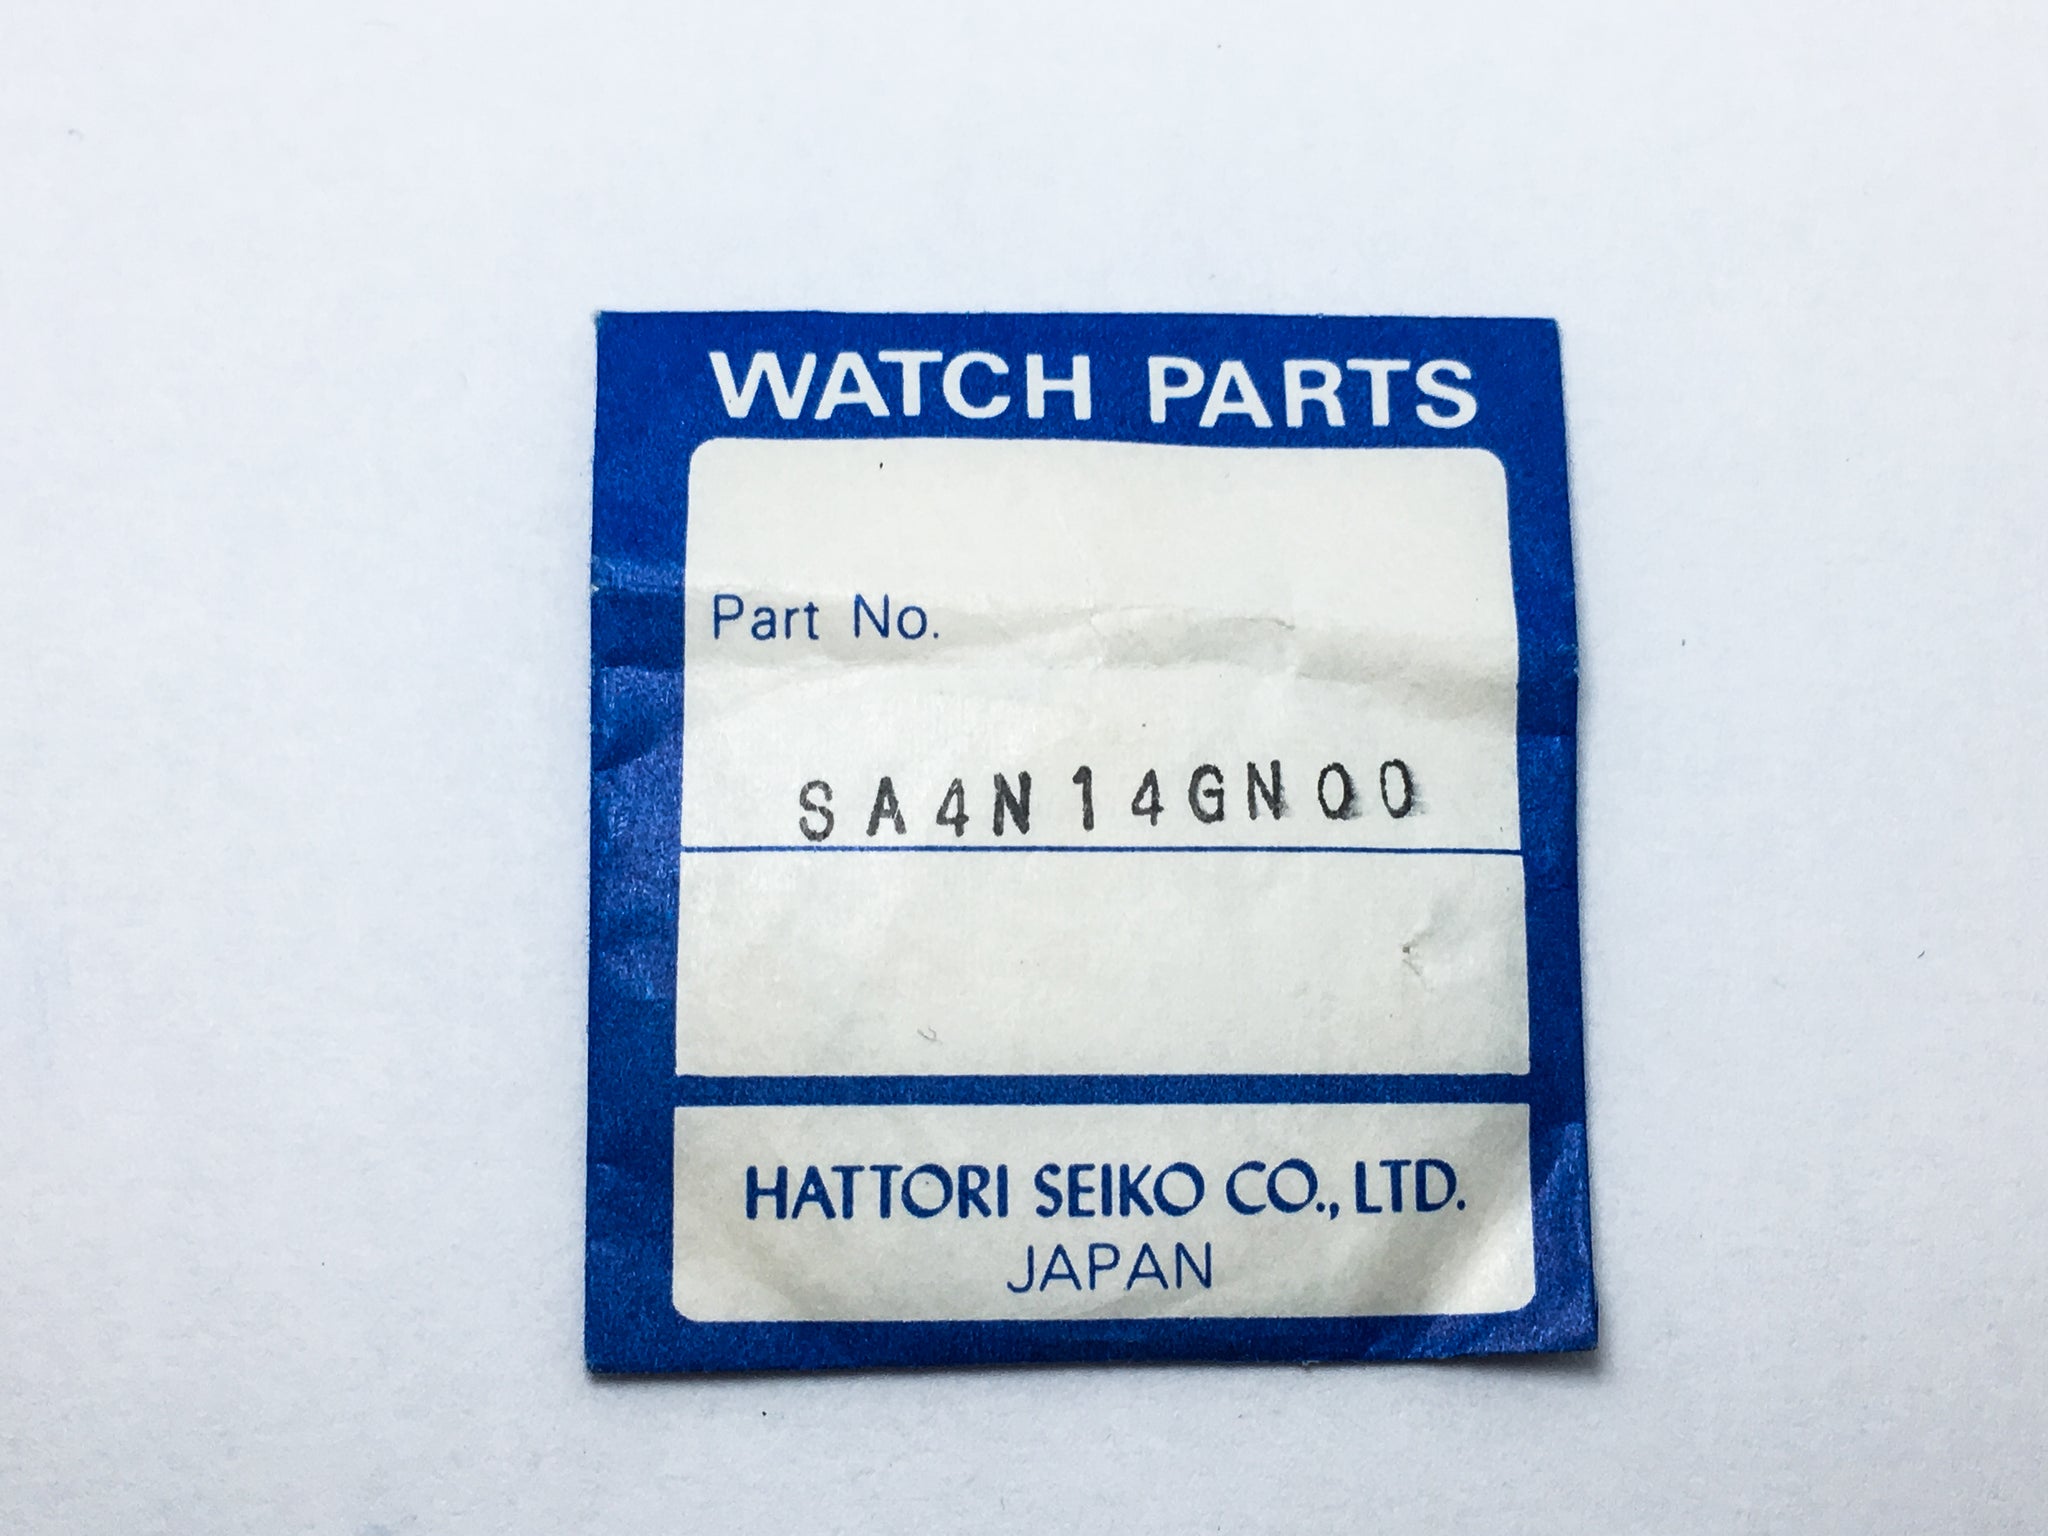 WATCH PARTS
Part No.
SA4N14GN00
HATTORI SEIKO CO., LTD.
JAPAN